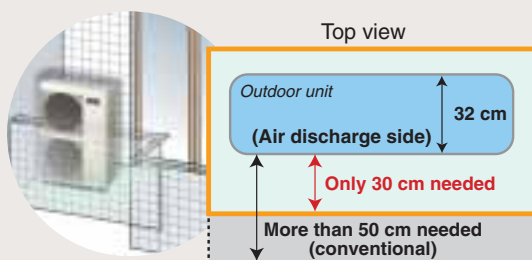 Top view
Outdoor unit
32 cm
(Air discharge side)
Only 30 cm needed
More than 50 cm needed
(conventional)